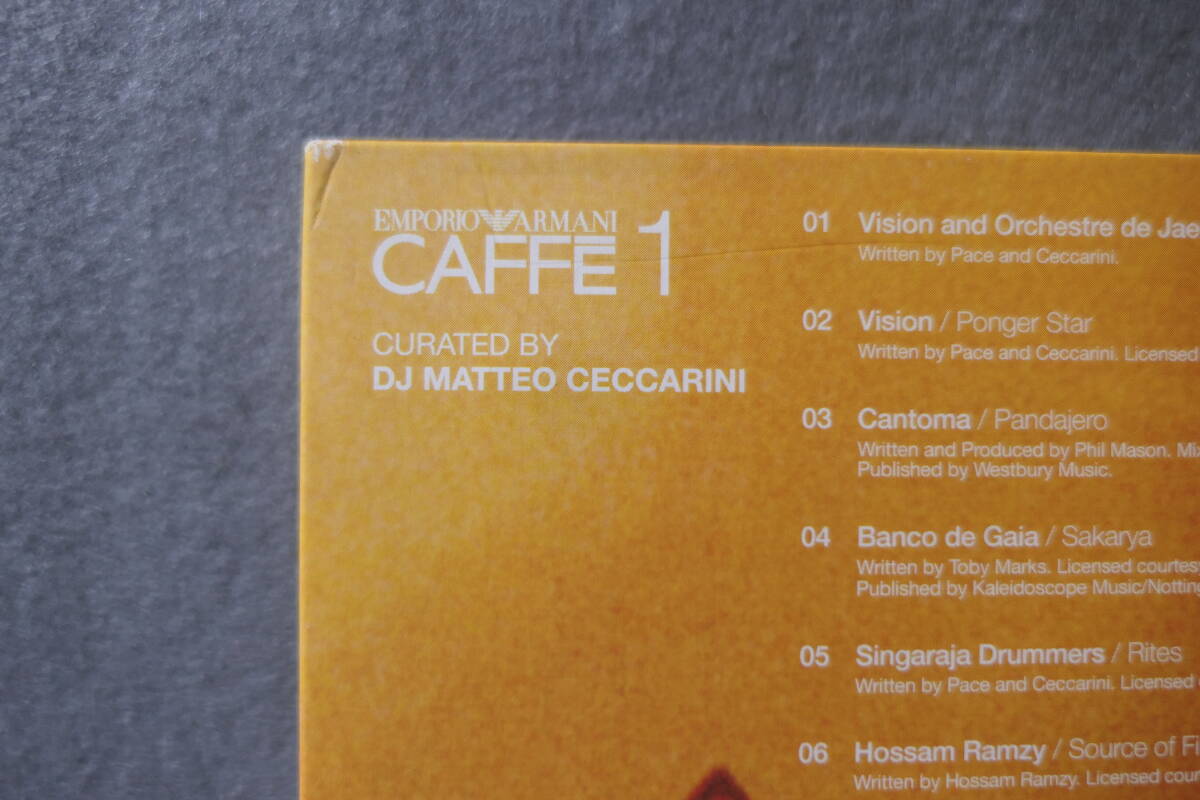 EMPORIO ARMANI
CAFFĒ 1
CURATED BY
DJ MATTEO CECCARINI
01 Vision and Orchestre de Jae
Written by Pace and Ceccarini.
02 Vision / Ponger Star
Written by Pace and Ceccarini. Licensed
03 Cantoma / Pandajero
Written and Produced by Phil Mason. Mix
Published by Westbury Music.
04 Banco de Gaia / Sakarya
Written by Toby Marks. Licensed courtes
Published by Kaleidoscope Music/Notting
05 Singaraja Drummers / Rites
Written by Pace and Ceccarini. Licensed
06 Hossam Ramzy / Source of Fi
Written by Hossam Ramzy. Licensed cour